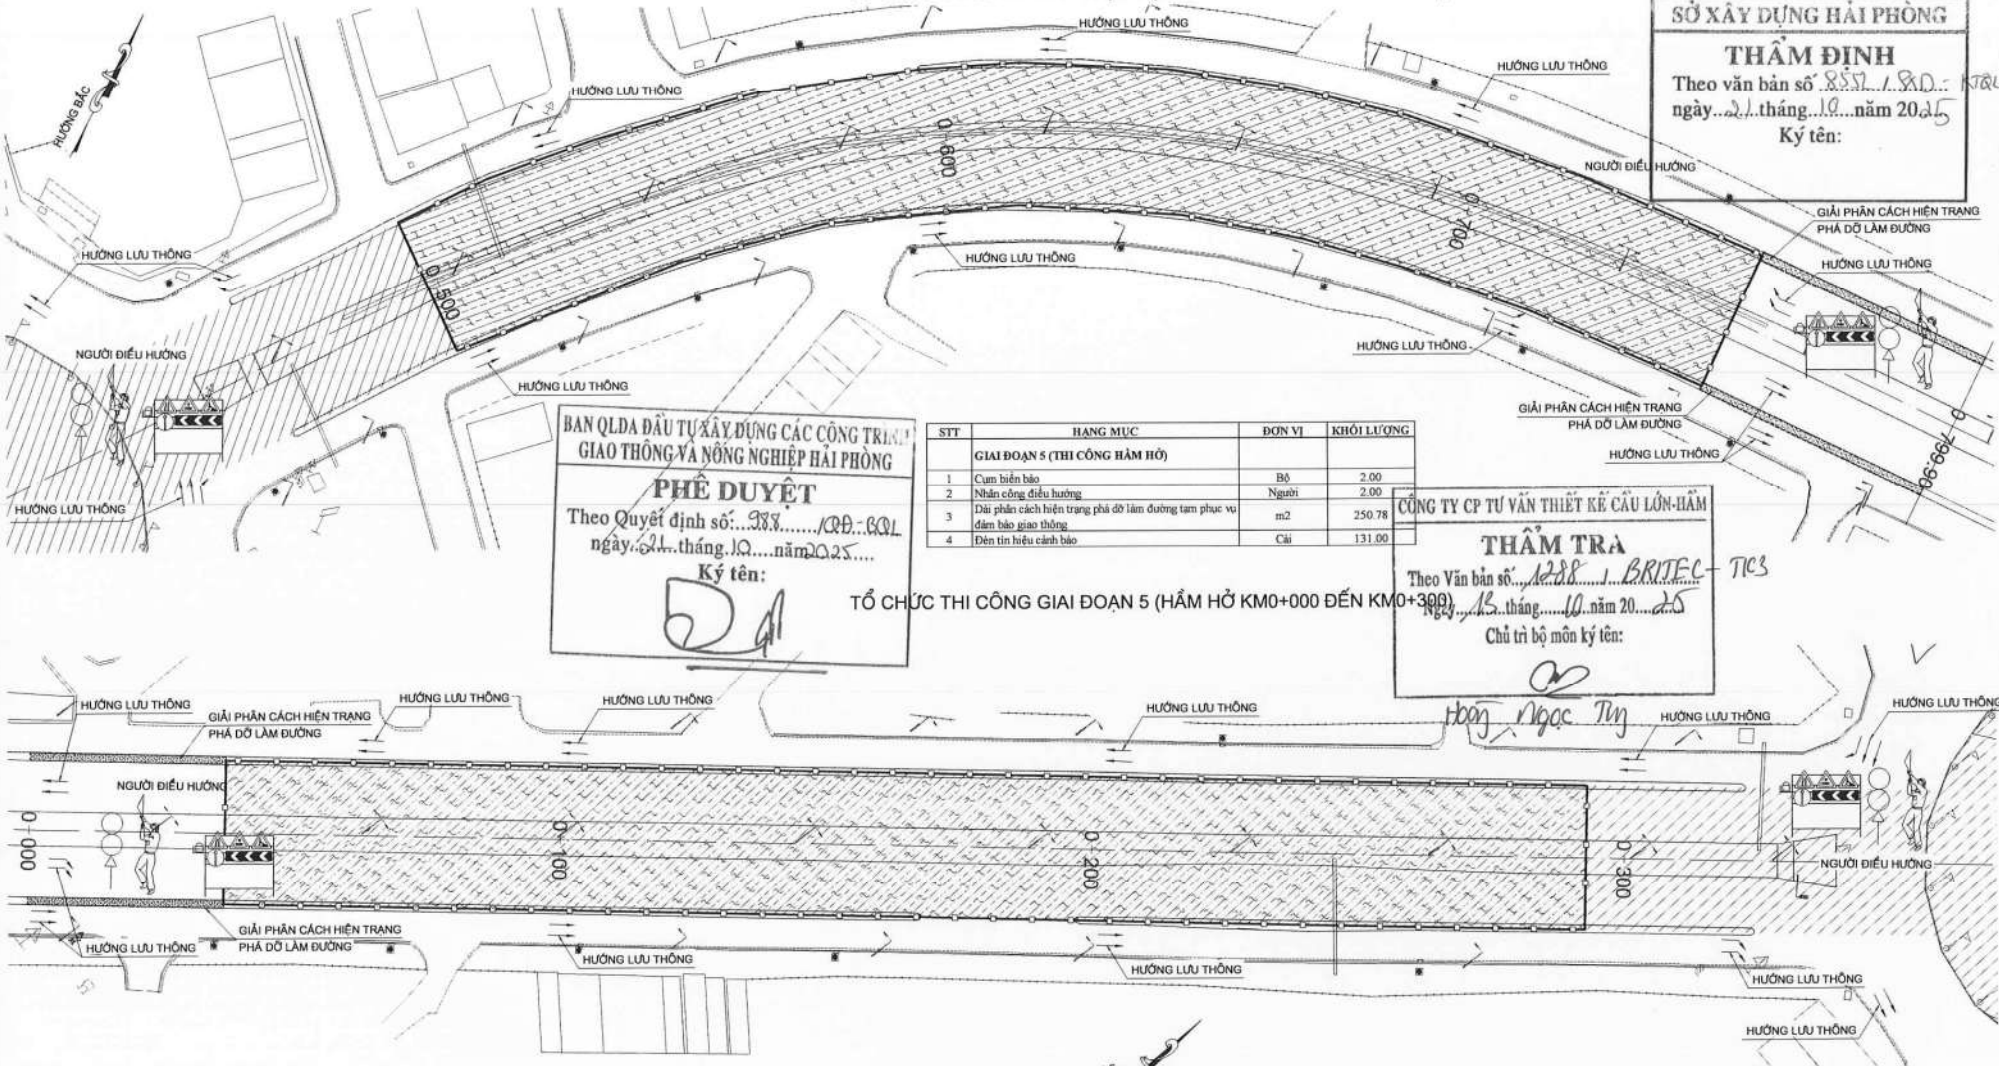 HƯỚNG BẮC
HƯỚNG LƯU THÔNG
HƯỚNG LƯU THÔNG
HƯỚNG LƯU THÔNG
HƯỚNG LƯU THÔNG
SỞ XÂY DỰNG HẢI PHÒNG
THẨM ĐỊNH
Theo văn bản số
ngày..21..tháng..10...năm 2025
Ký tên:
NGƯỜI ĐIỀU HƯỚNG
GIẢI PHÂN CÁCH HIỆN TRẠNG
PHÁ DỠ LÀM ĐƯỜNG
HƯỚNG LƯU THÔNG
HƯỚNG LƯU THÔNG
0+500
0+600
0+700
0+799.90
NGƯỜI ĐIỀU HƯỚNG
HƯỚNG LƯU THÔNG
HƯỚNG LƯU THÔNG
HƯỚNG LƯU THÔNG
GIẢI PHÂN CÁCH HIỆN TRẠNG
PHÁ DỠ LÀM ĐƯỜNG
HƯỚNG LƯU THÔNG
BAN QLDA ĐẦU TƯ XÂY DỰNG CÁC CÔNG TRÌNH
GIAO THÔNG VÀ NÔNG NGHIỆP HẢI PHÒNG
PHÊ DUYỆT
Theo Quyết định số:..988....../QĐ-BQL
ngày..21..tháng.10....năm2025....
Ký tên:
STT HẠNG MỤC ĐƠN VỊ KHỐI LƯỢNG
GIAI ĐOẠN 5 (THI CÔNG HẦM HỞ)
1 Cụm biển báo Bộ 2.00
2 Nhân công điều hướng Người 2.00
3 Dải phân cách hiện trạng phá dỡ làm đường tạm phục vụ đảm bảo giao thông m2 250.78
4 Đèn tín hiệu cảnh báo Cái 131.00
CÔNG TY CP TƯ VẤN THIẾT KẾ CẦU LỚN-HẦM
THẨM TRA
Theo Văn bản số....1288....../ BRITEC - TTC3
Ngày...13...tháng......10..năm 20....25
Chủ trì bộ môn ký tên:
HƯỚNG LƯU THÔNG
TỔ CHỨC THI CÔNG GIAI ĐOẠN 5 (HẦM HỞ KM0+000 ĐẾN KM0+300)
HƯỚNG LƯU THÔNG
GIẢI PHÂN CÁCH HIỆN TRẠNG
PHÁ DỠ LÀM ĐƯỜNG
HƯỚNG LƯU THÔNG
HƯỚNG LƯU THÔNG
HƯỚNG LƯU THÔNG
HƯỚNG LƯU THÔNG
HƯỚNG LƯU THÔNG
NGƯỜI ĐIỀU HƯỚNG
0+000
0+100
0+200
0+300
NGƯỜI ĐIỀU HƯỚNG
HƯỚNG LƯU THÔNG
GIẢI PHÂN CÁCH HIỆN TRẠNG
PHÁ DỠ LÀM ĐƯỜNG
HƯỚNG LƯU THÔNG
HƯỚNG LƯU THÔNG
HƯỚNG LƯU THÔNG
HƯỚNG LƯU THÔNG